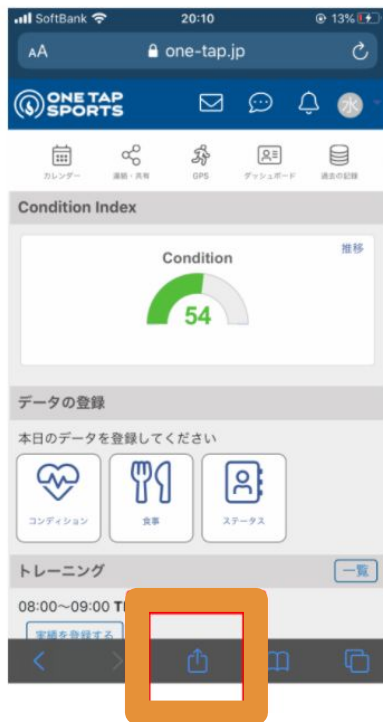 SoftBank 20:10 13%
AA one-tap.jp
ONE TAP SPORTS 水
カレンダー 連絡・共有 GPS ダッシュボード 過去の記録
Condition Index
Condition 推移
54
データの登録
本日のデータを登録してください
コンディション 食事 ステータス
トレーニング 一覧
08:00～09:00
実績を登録する